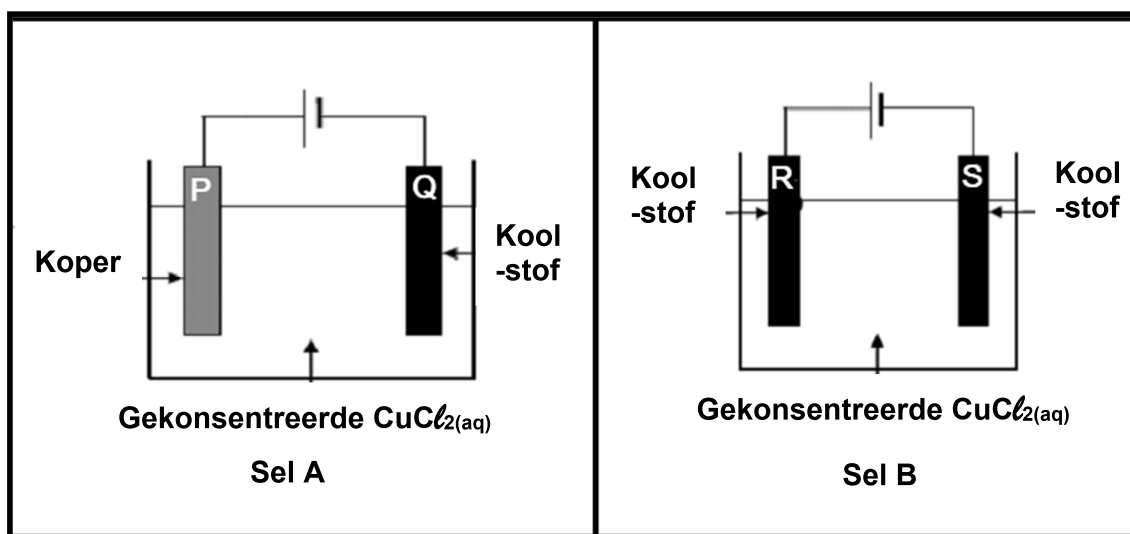 P
Q
Koper
Kool
-stof
Gekonsentreerde CuCℓ2(aq)
Sel A
Kool
-stof
R
S
Kool
-stof
Gekonsentreerde CuCℓ2(aq)
Sel B